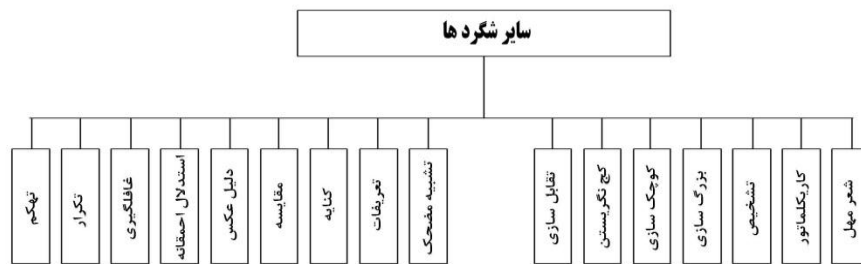 سایر شگرد ها
شعر مهل
کاریکلماتور
تشخیص
بزرگ سازی
کوچک سازی
کج نگریستن
تقابل سازی
تشبیه مضحک
تعریفات
کنایه
مقایسه
دلیل عکس
استدلال احمقانه
غافلگیری
تکرار
تهکم